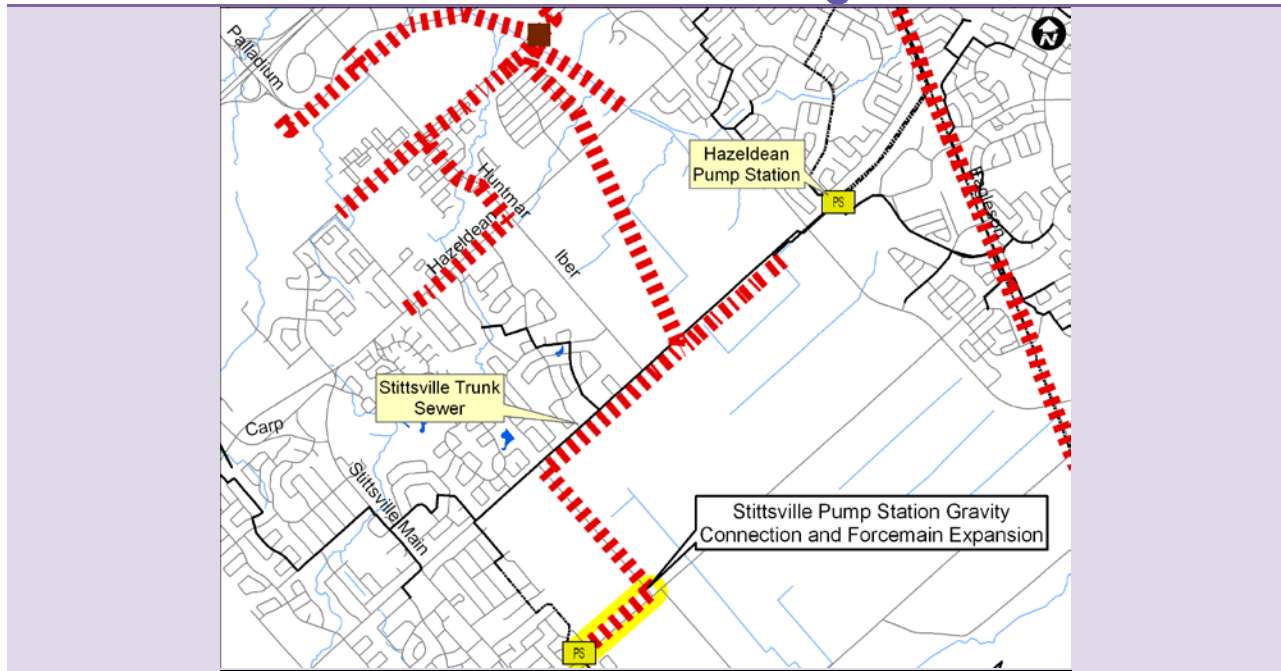 Palladium
N
Hazeldean
Pump Station
PS
Eagleson
Huntmar
Hazeldean
Iber
Stittsville Trunk
Sewer
Carp
Stittsville Main
Stittsville Pump Station Gravity
Connection and Forcemain Expansion
PS